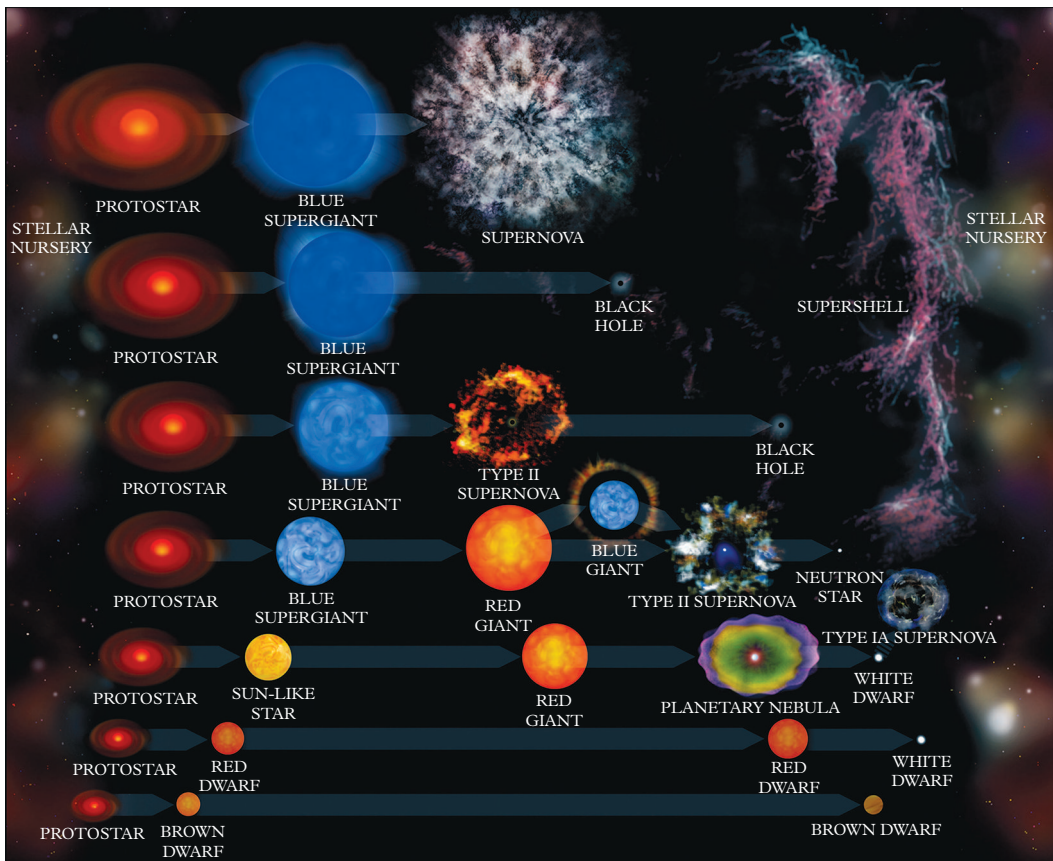 PROTOSTAR
BLUE
SUPERGIANT
SUPERNOVA
STELLAR
NURSERY
STELLAR
NURSERY
PROTOSTAR
BLUE
SUPERGIANT
BLACK
HOLE
SUPERSHELL
PROTOSTAR
BLUE
SUPERGIANT
TYPE II
SUPERNOVA
BLACK
HOLE
PROTOSTAR
BLUE
SUPERGIANT
RED
GIANT
BLUE
GIANT
TYPE II SUPERNOVA
NEUTRON
STAR
TYPE IA SUPERNOVA
PROTOSTAR
SUN-LIKE
STAR
RED
GIANT
PLANETARY NEBULA
WHITE
DWARF
PROTOSTAR
RED
DWARF
RED
DWARF
WHITE
DWARF
PROTOSTAR
BROWN
DWARF
BROWN DWARF